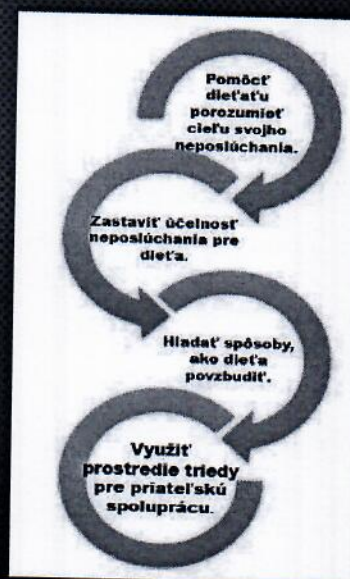 Pomôcť
dieťaťu
porozumieť
cieľu svojho
neposlúchania.
Zastaviť účelnosť
neposlúchania pre
dieťa.
Hľadať spôsoby,
ako dieťa
povzbudiť.
Využiť
prostredie triedy
pre priateľskú
spoluprácu.